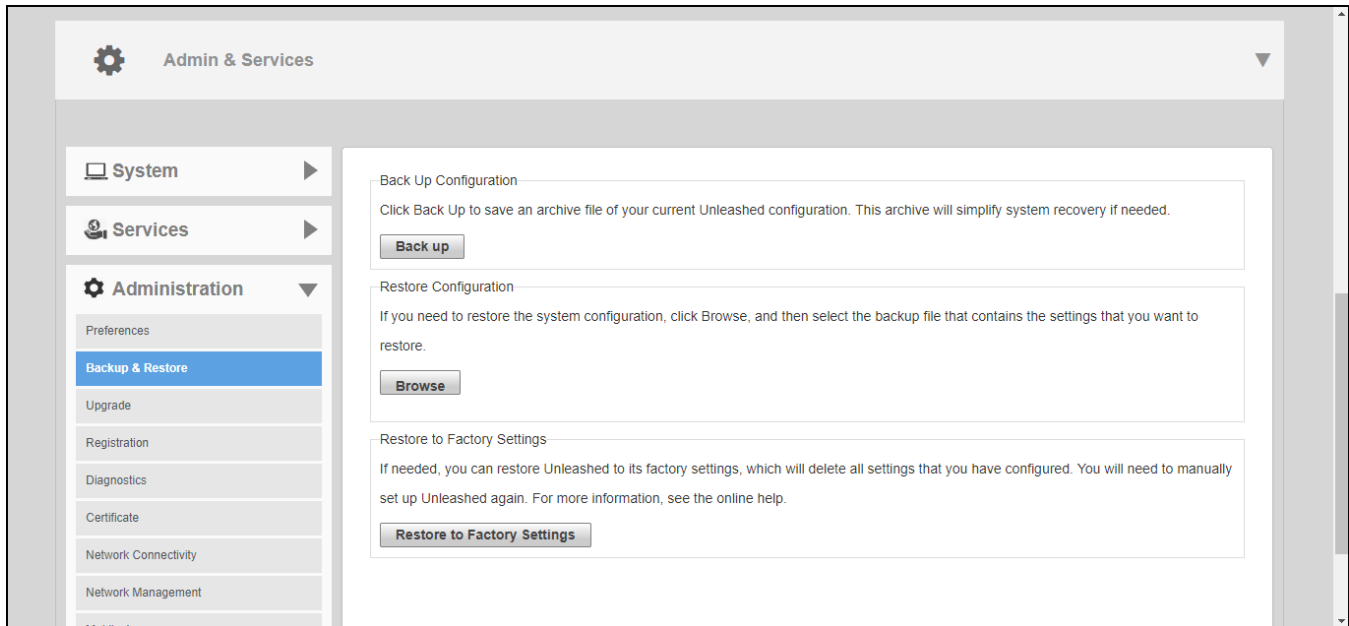 Admin & Services
System
Services
Administration
Preferences
Backup & Restore
Upgrade
Registration
Diagnostics
Certificate
Network Connectivity
Network Management
Back Up Configuration
Click Back Up to save an archive file of your current Unleashed configuration. This archive will simplify system recovery if needed.
Back up
Restore Configuration
If you need to restore the system configuration, click Browse, and then select the backup file that contains the settings that you want to
restore.
Browse
Restore to Factory Settings
If needed, you can restore Unleashed to its factory settings, which will delete all settings that you have configured. You will need to manually
set up Unleashed again. For more information, see the online help.
Restore to Factory Settings